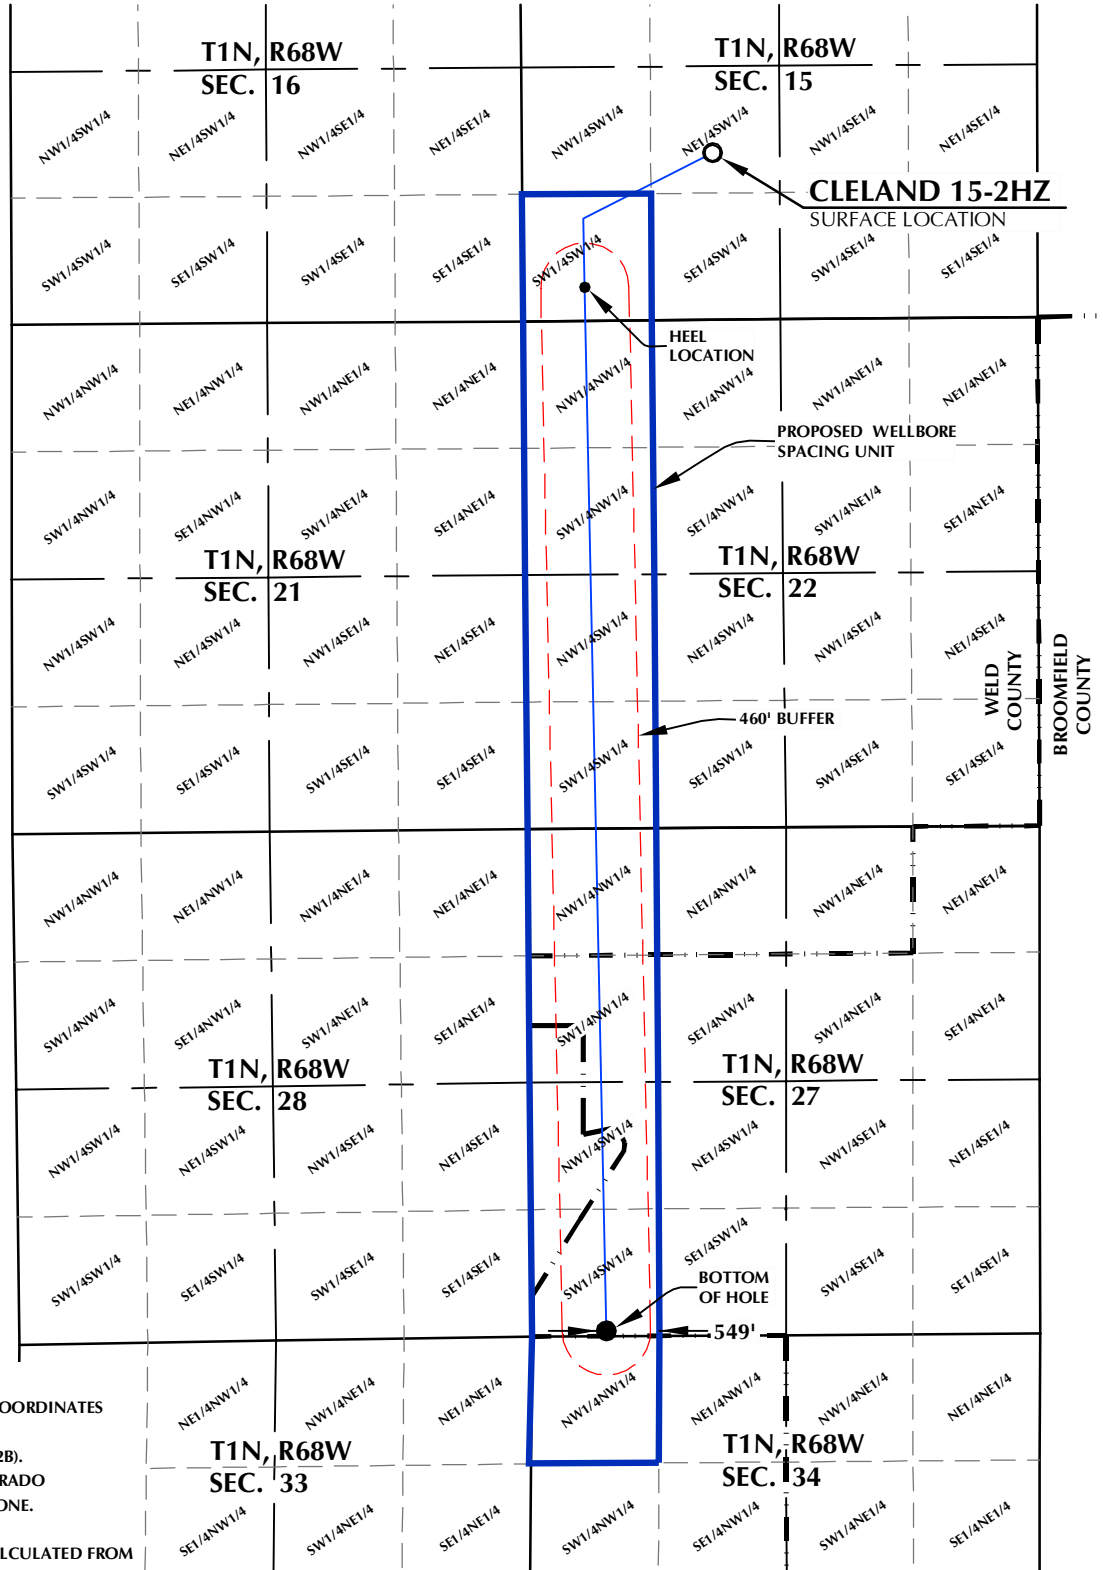 T1N, R68W
SEC. 16
T1N, R68W
SEC. 15
NW1/4SW1/4
NE1/4SW1/4
NW1/4SE1/4
NE1/4SE1/4
NW1/4SW1/4
NE1/4SW1/4
NW1/4SE1/4
NE1/4SE1/4
CLELAND 15-2HZ
SURFACE LOCATION
SW1/4SW1/4
SE1/4SW1/4
SW1/4SE1/4
SE1/4SE1/4
SW1/4SW1/4
SE1/4SW1/4
SW1/4SE1/4
SE1/4SE1/4
HEEL
LOCATION
NW1/4NW1/4
NE1/4NW1/4
NW1/4NE1/4
NE1/4NE1/4
NW1/4NW1/4
NE1/4NW1/4
NW1/4NE1/4
NE1/4NE1/4
PROPOSED WELLBORE
SPACING UNIT
SW1/4NW1/4
SE1/4NW1/4
SW1/4NE1/4
SE1/4NE1/4
SW1/4NW1/4
SE1/4NW1/4
SW1/4NE1/4
SE1/4NE1/4
T1N, R68W
SEC. 21
T1N, R68W
SEC. 22
NW1/4SW1/4
NE1/4SW1/4
NW1/4SE1/4
NE1/4SE1/4
NW1/4SW1/4
NE1/4SW1/4
NW1/4SE1/4
NE1/4SE1/4
WELD
COUNTY
BROOMFIELD
COUNTY
460' BUFFER
SW1/4SW1/4
SE1/4SW1/4
SW1/4SE1/4
SE1/4SE1/4
SW1/4SW1/4
SE1/4SW1/4
SW1/4SE1/4
SE1/4SE1/4
NW1/4NW1/4
NE1/4NW1/4
NW1/4NE1/4
NE1/4NE1/4
NW1/4NW1/4
NE1/4NW1/4
NW1/4NE1/4
NE1/4NE1/4
SW1/4NW1/4
SE1/4NW1/4
SW1/4NE1/4
SE1/4NE1/4
SW1/4NW1/4
SE1/4NW1/4
SW1/4NE1/4
SE1/4NE1/4
T1N, R68W
SEC. 28
T1N, R68W
SEC. 27
NW1/4SW1/4
NE1/4SW1/4
NW1/4SE1/4
NE1/4SE1/4
NW1/4SW1/4
NE1/4SW1/4
NW1/4SE1/4
NE1/4SE1/4
SW1/4SW1/4
SE1/4SW1/4
SW1/4SE1/4
SE1/4SE1/4
SW1/4SW1/4
SE1/4SW1/4
SW1/4SE1/4
SE1/4SE1/4
BOTTOM
OF HOLE
549'
NE1/4NW1/4
NW1/4NE1/4
NE1/4NE1/4
NW1/4NW1/4
NE1/4NW1/4
NW1/4NE1/4
NE1/4NE1/4
OORDINATES
2B).
RADO
ONE.
LCULATED FROM
T1N, R68W
SEC. 33
T1N, R68W
SEC. 34
SE1/4NW1/4
SW1/4NE1/4
SE1/4NE1/4
SW1/4NW1/4
SE1/4NW1/4
SW1/4NE1/4
SE1/4NE1/4